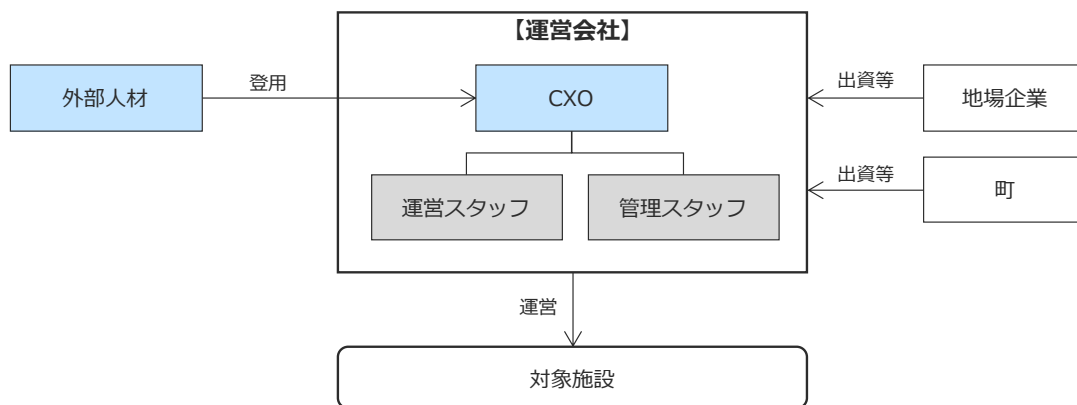 【運営会社】
外部人材
登用
CXO
出資等
地場企業
運営スタッフ
管理スタッフ
出資等
町
運営
対象施設